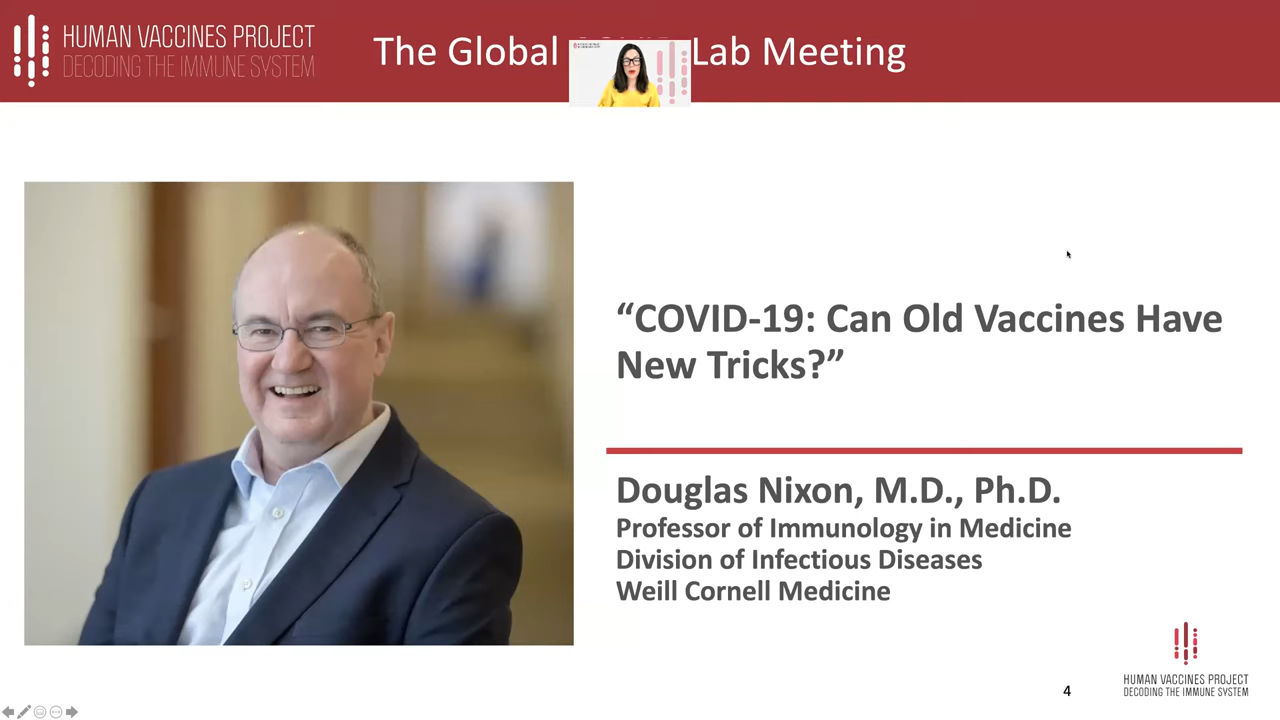 HUMAN VACCINES PROJECT
DECODING THE IMMUNE SYSTEM
The Global Lab Meeting
“COVID-19: Can Old Vaccines Have
New Tricks?”
Douglas Nixon, M.D., Ph.D.
Professor of Immunology in Medicine
Division of Infectious Diseases
Weill Cornell Medicine
4
HUMAN VACCINES PROJECT
DECODING THE IMMUNE SYSTEM